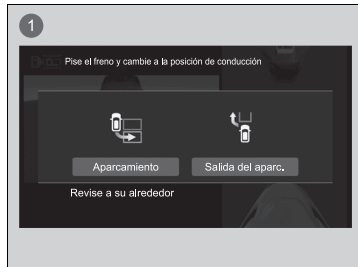 1
Pise el freno y cambie a la posición de conducción
Aparcamiento
Salida del aparc.
Revise a su alrededor